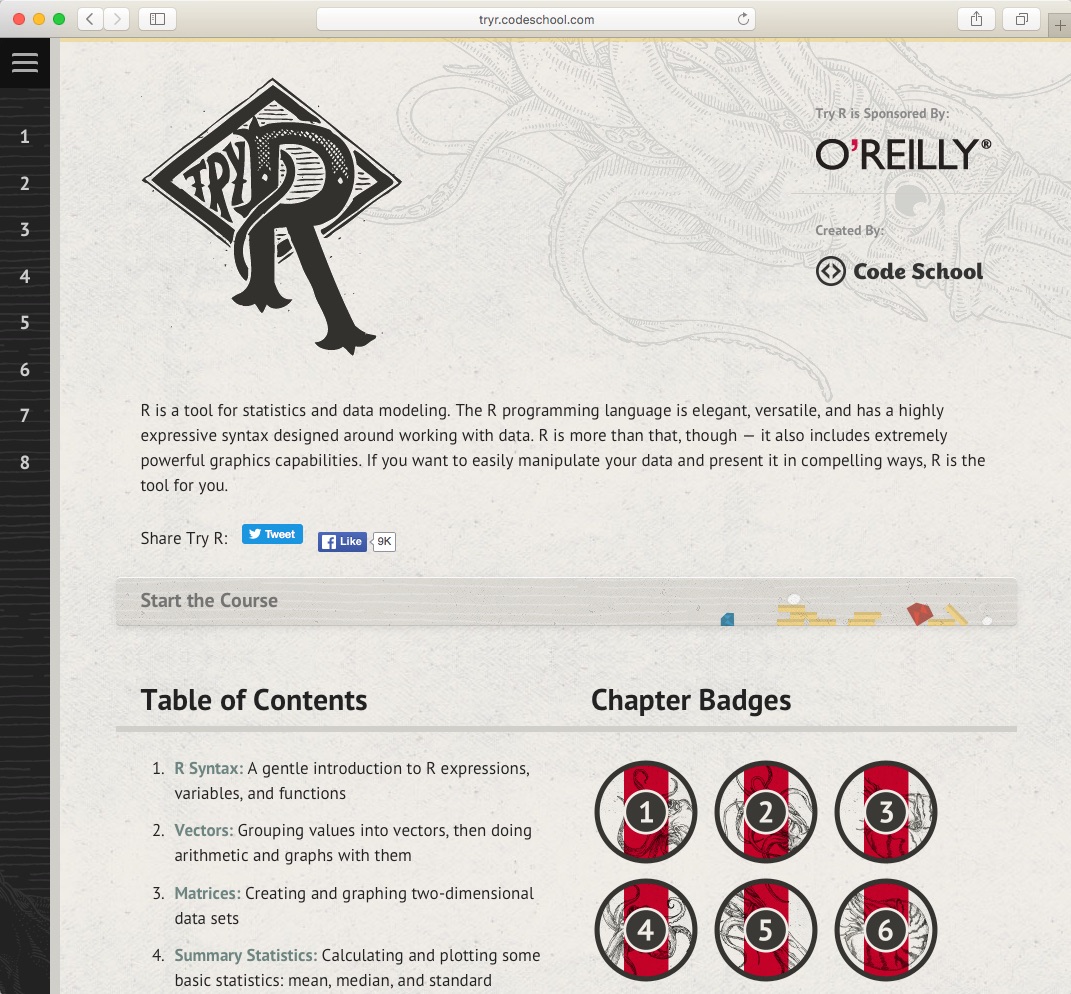 tryr.codeschool.com
1
2
3
4
5
6
7
8
TRY R
Try R is Sponsored By:
O'REILLY®
Created By:
Code School
R is a tool for statistics and data modeling. The R programming language is elegant, versatile, and has a highly
expressive syntax designed around working with data. R is more than that, though — it also includes extremely
powerful graphics capabilities. If you want to easily manipulate your data and present it in compelling ways, R is the
tool for you.
Share Try R:
Tweet
Like
9K
Start the Course
Table of Contents
1. R Syntax: A gentle introduction to R expressions,
variables, and functions
2. Vectors: Grouping values into vectors, then doing
arithmetic and graphs with them
3. Matrices: Creating and graphing two-dimensional
data sets
4. Summary Statistics: Calculating and plotting some
basic statistics: mean, median, and standard
Chapter Badges
1 2 3
4 5 6